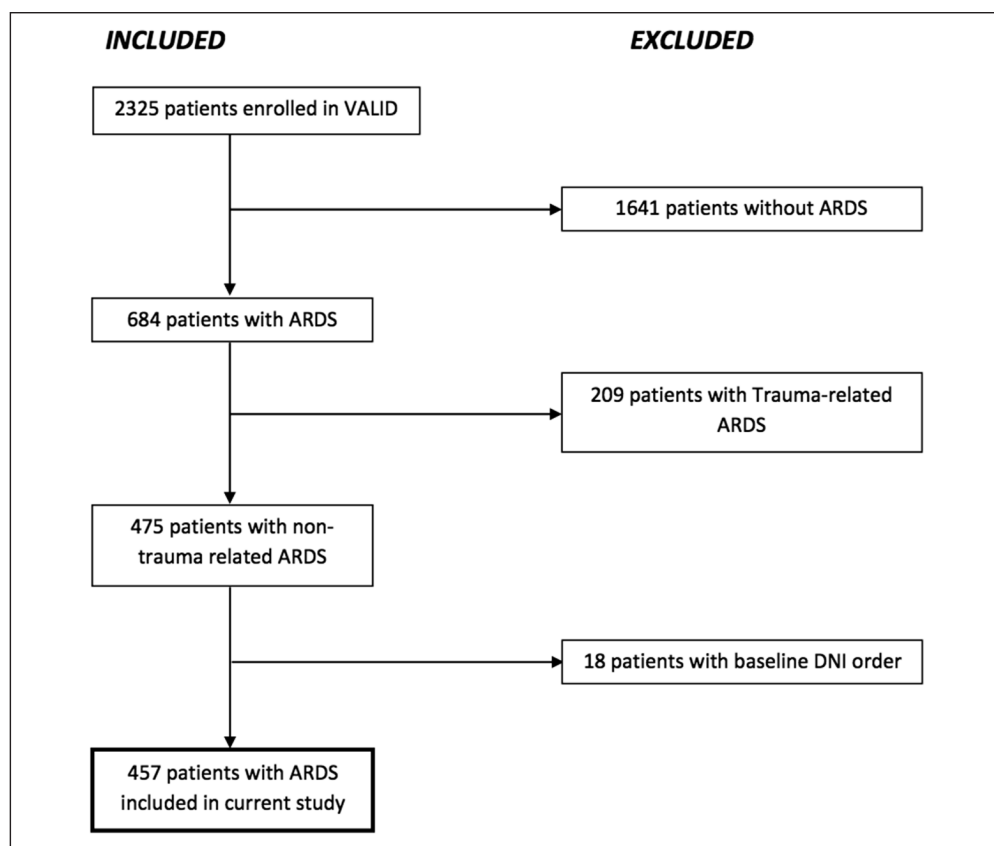 INCLUDED
EXCLUDED
2325 patients enrolled in VALID
1641 patients without ARDS
684 patients with ARDS
209 patients with Trauma-related
ARDS
475 patients with non-
trauma related ARDS
18 patients with baseline DNI order
457 patients with ARDS
included in current study